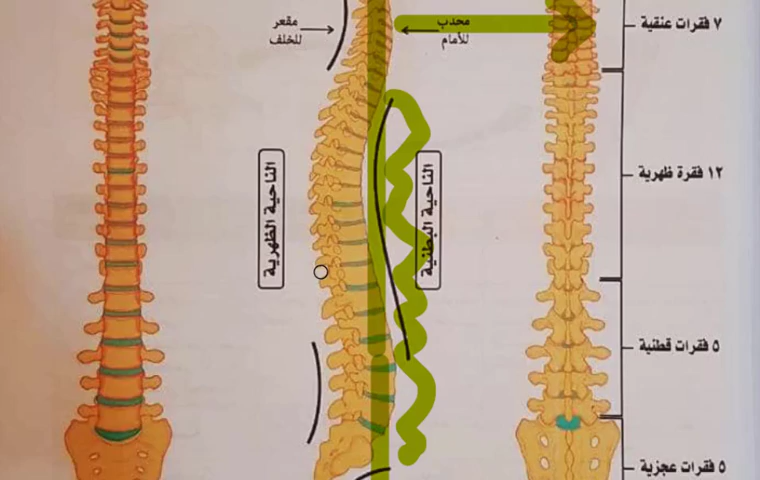 ٧ فقرات عنقية
مقعر
للخلف
محدب
للأمام
١٢ فقرة ظهرية
الناحية الظهرية
الناحية البطنية
٥ فقرات قطنية
٥ فقرات عجزية